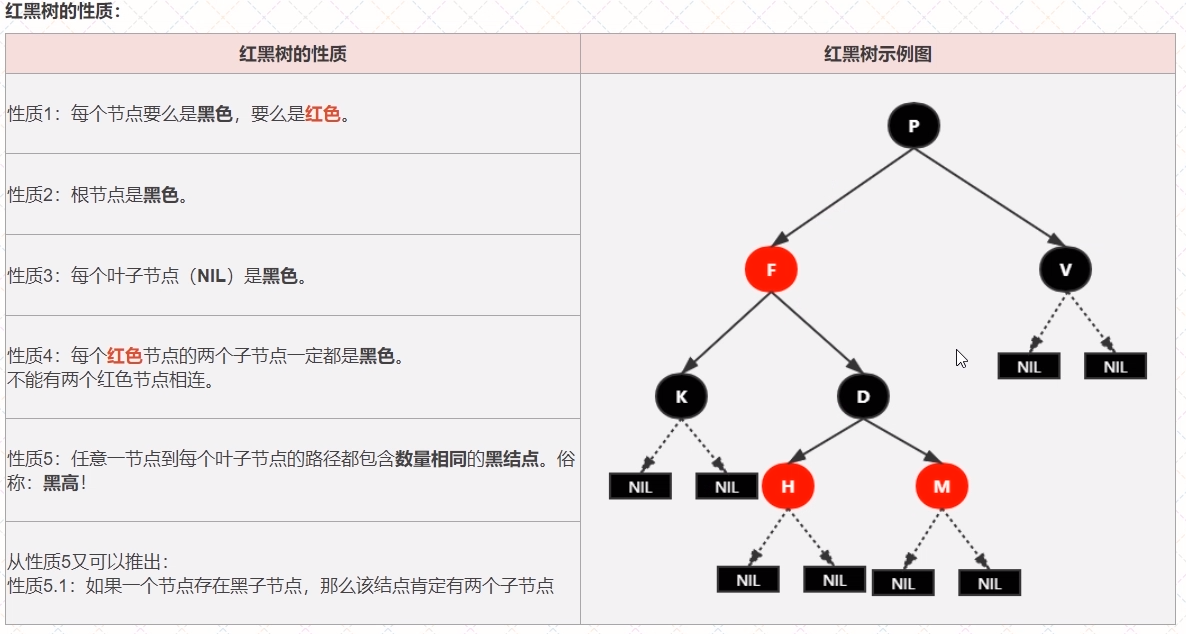 红黑树的性质：
红黑树的性质
红黑树示例图
性质1：每个节点要么是黑色，要么是红色。
性质2：根节点是黑色。
性质3：每个叶子节点（NIL）是黑色。
性质4：每个红色节点的两个子节点一定都是黑色。
不能有两个红色节点相连。
性质5：任意一节点到每个叶子节点的路径都包含数量相同的黑结点。俗
称：黑高！
从性质5又可以推出：
性质5.1：如果一个节点存在黑子节点，那么该结点肯定有两个子节点
P
F
V
NIL
NIL
K
D
NIL
NIL
H
M
NIL
NIL
NIL
NIL